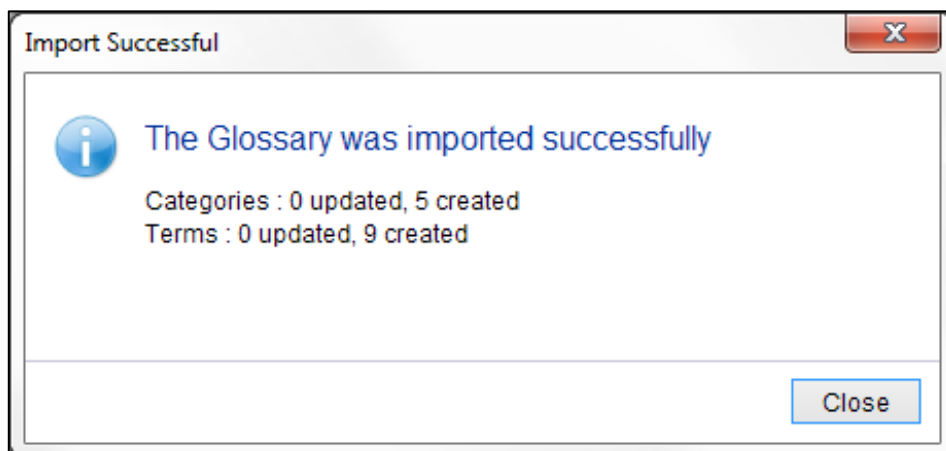 Import Successful
The Glossary was imported successfully
Categories : 0 updated, 5 created
Terms : 0 updated, 9 created
Close